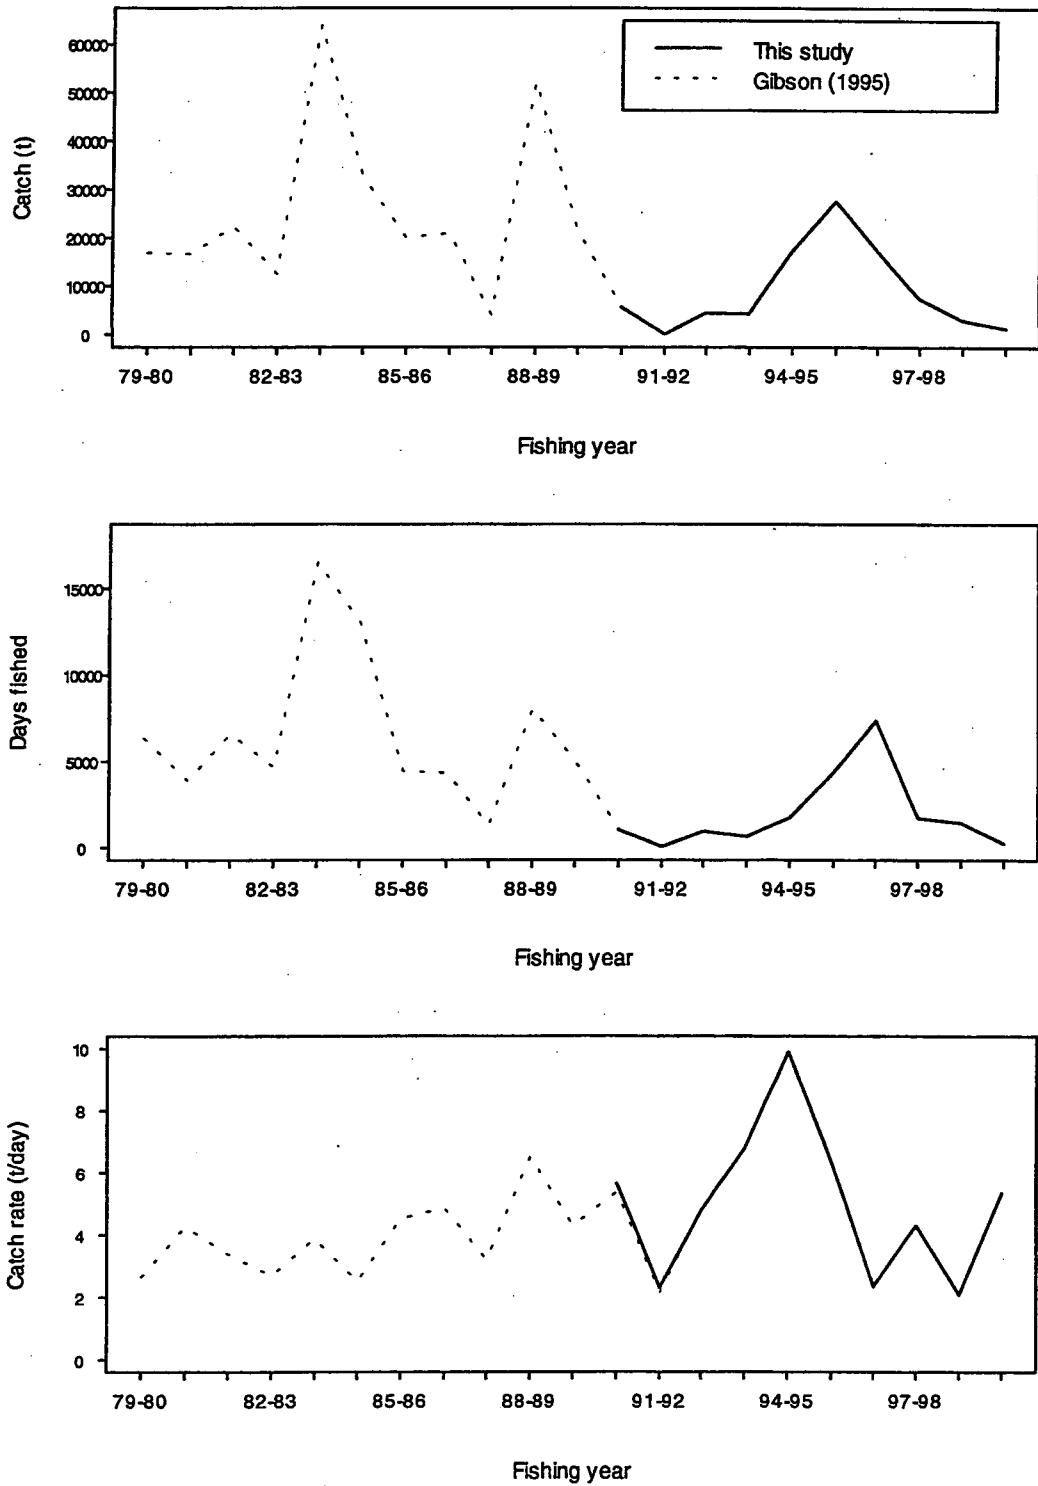 This study
Gibson (1995)
Catch (t)
60000
50000
40000
30000
20000
10000
0
79-80 82-83 85-86 88-89 91-92 94-95 97-98
Fishing year
Days fished
15000
10000
5000
0
79-80 82-83 85-86 88-89 91-92 94-95 97-98
Fishing year
Catch rate (t/day)
10
8
6
4
2
0
79-80 82-83 85-86 88-89 91-92 94-95 97-98
Fishing year